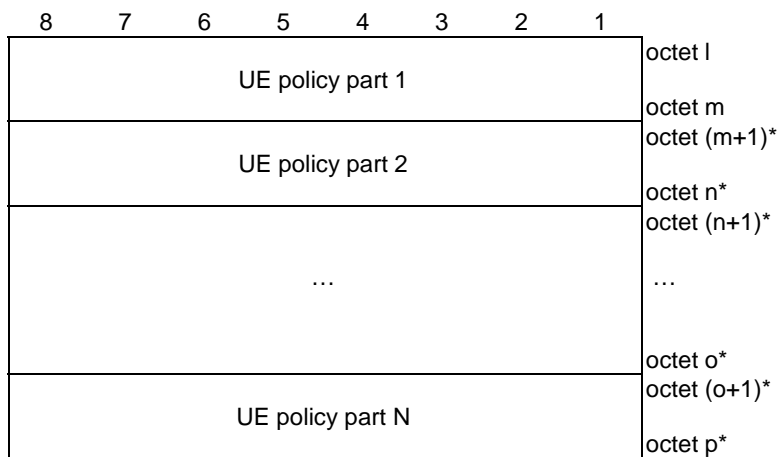 8 7 6 5 4 3 2 1
octet l
UE policy part 1
octet m
octet (m+1)*
UE policy part 2
octet n*
octet (n+1)*
… …
octet o*
octet (o+1)*
UE policy part N
octet p*